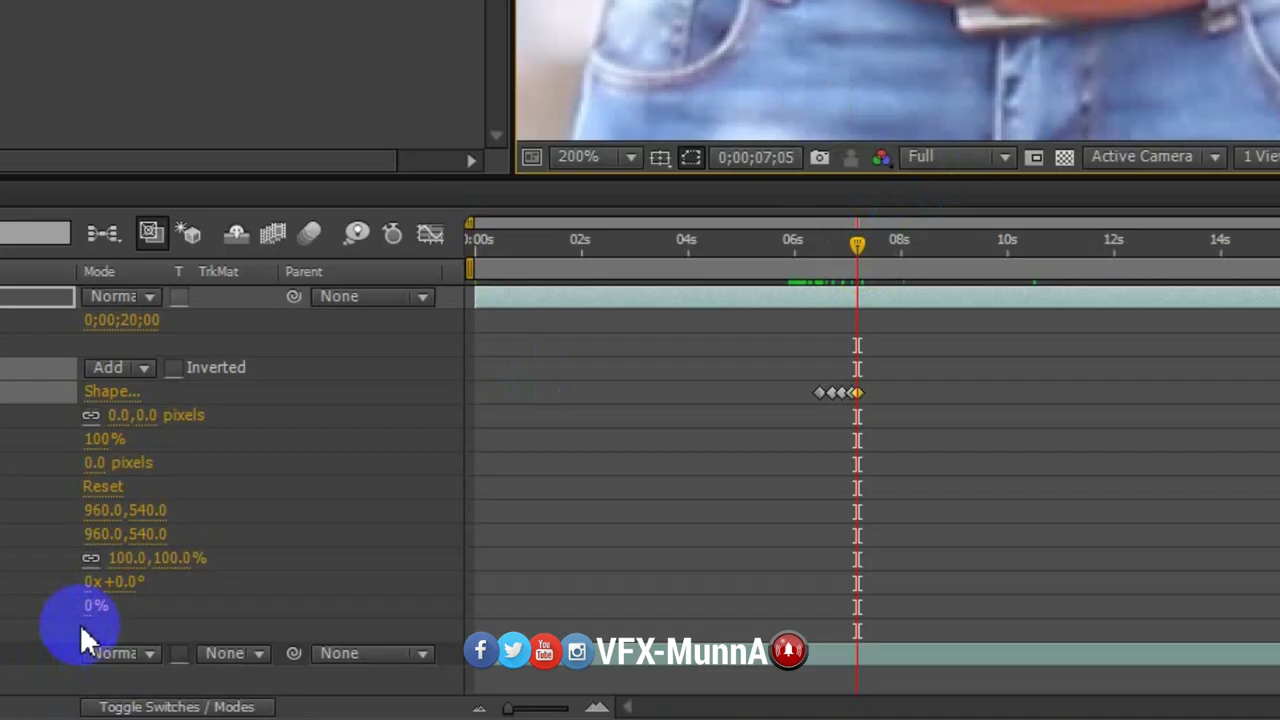 200%
0;00;07;05
Full
Active Camera
1 Vie
0:00s 02s 04s 06s 08s 10s 12s 14s
Mode T TrkMat Parent
Norma None
0;00;20;00
Add Inverted
Shape...
0.0,0.0 pixels
100%
0.0 pixels
Reset
960.0,540.0
960.0,540.0
100.0,100.0%
0x+0.0°
0%
Norma None None
VFX-MunnA
You Tube
Toggle Switches / Modes